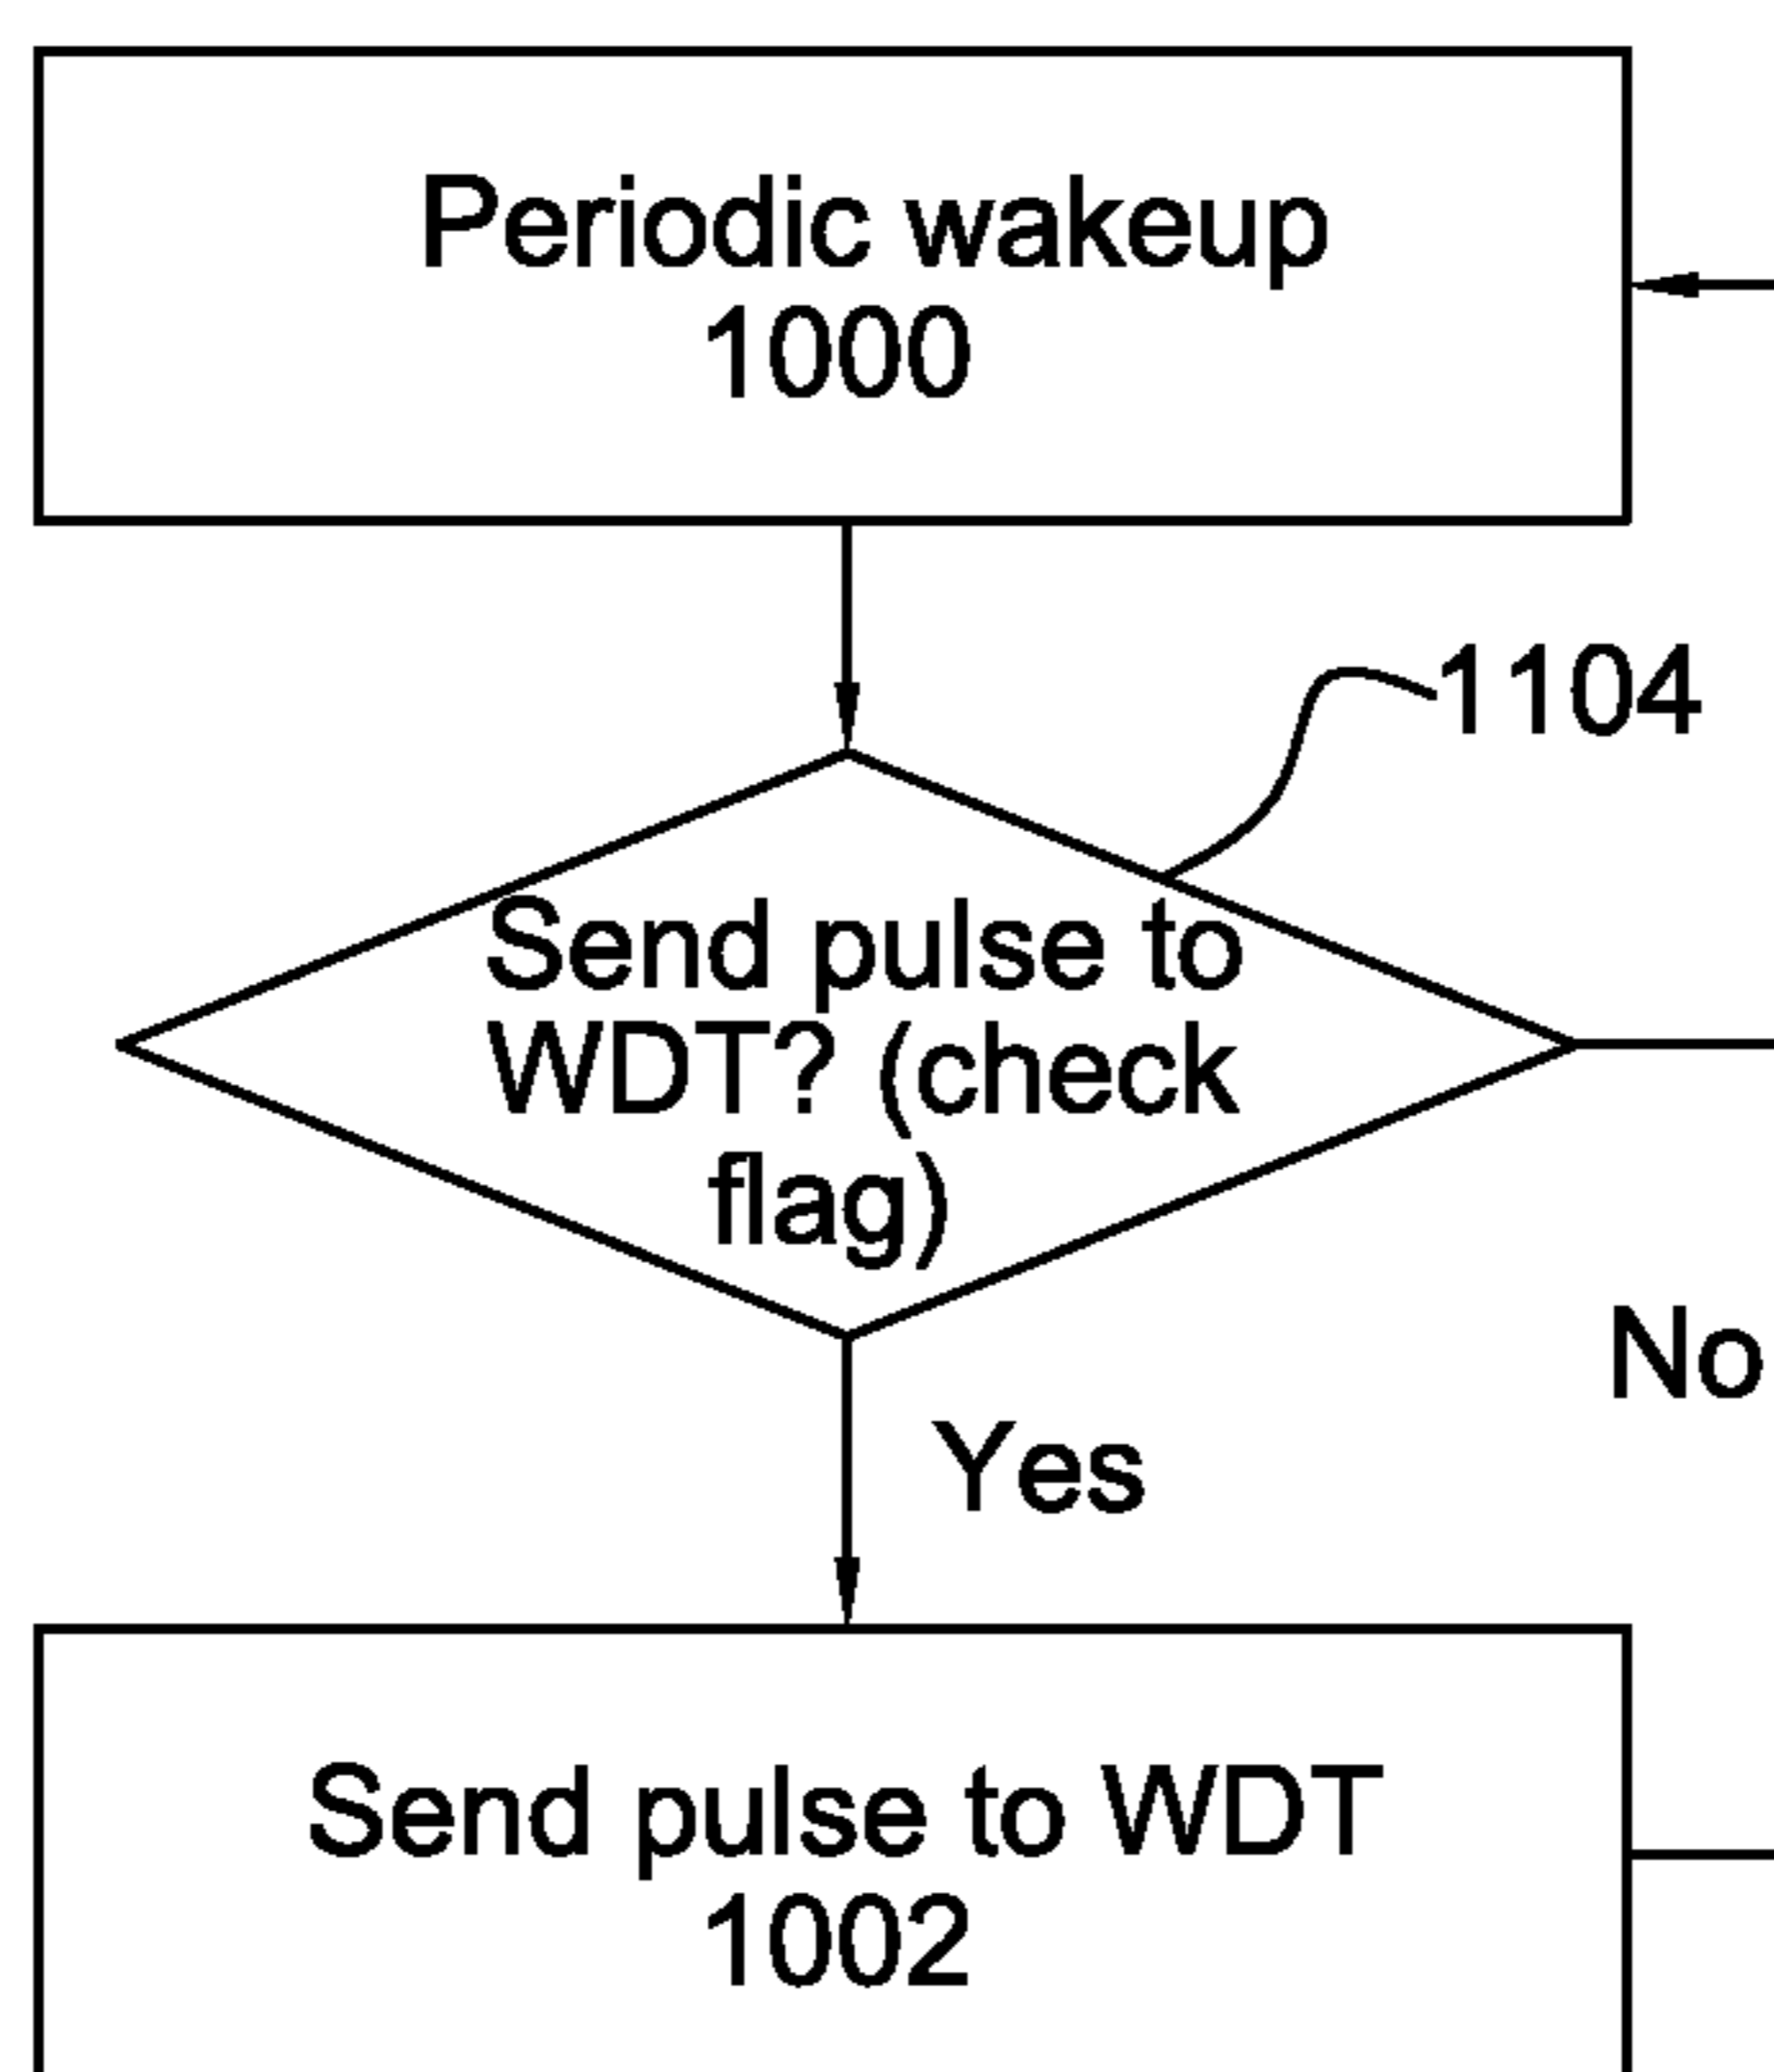 Periodic wakeup
1000
1104
Send pulse to
WDT? (check
flag)
No
Yes
Send pulse to WDT
1002